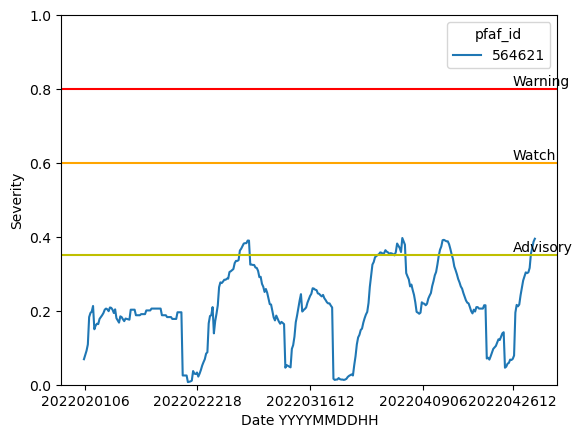 pfaf_id
564621
1.0
0.8
0.6
0.4
0.2
0.0
Severity
Warning
Watch
Advisory
2022020106
2022022218
2022031612
2022040906
2022042612
Date YYYYMMDDHH